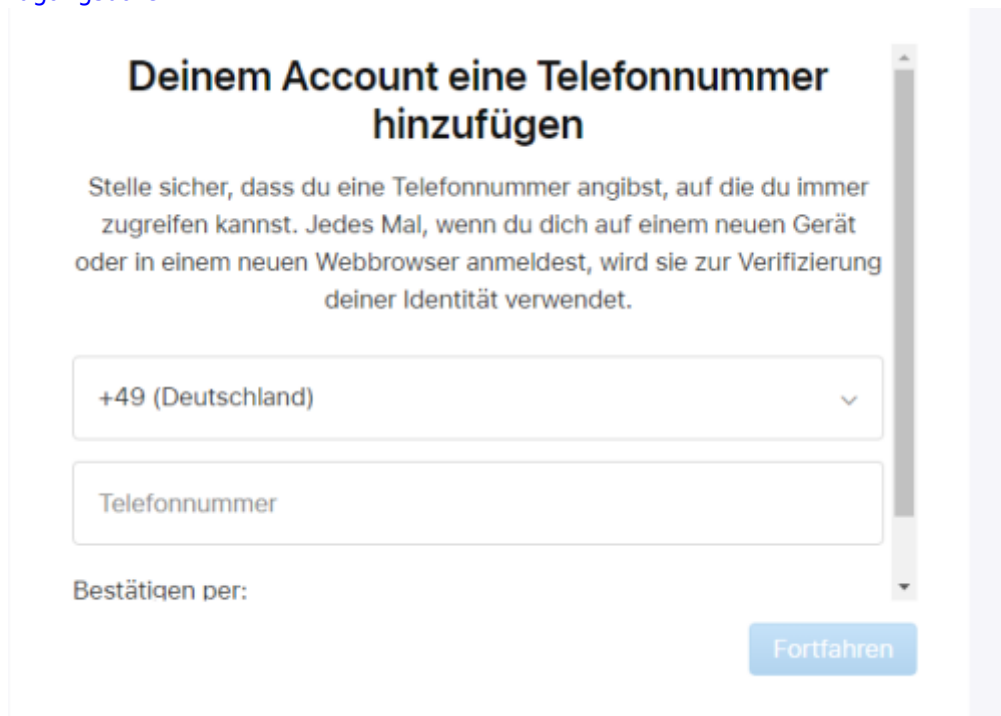 Deinem Account eine Telefonnummer
hinzufügen
Stelle sicher, dass du eine Telefonnummer angibst, auf die du immer
zugreifen kannst. Jedes Mal, wenn du dich auf einem neuen Gerät
oder in einem neuen Webbrowser anmeldest, wird sie zur Verifizierung
deiner Identität verwendet.
+49 (Deutschland)
Telefonnummer
Bestätigen per:
Fortfahren